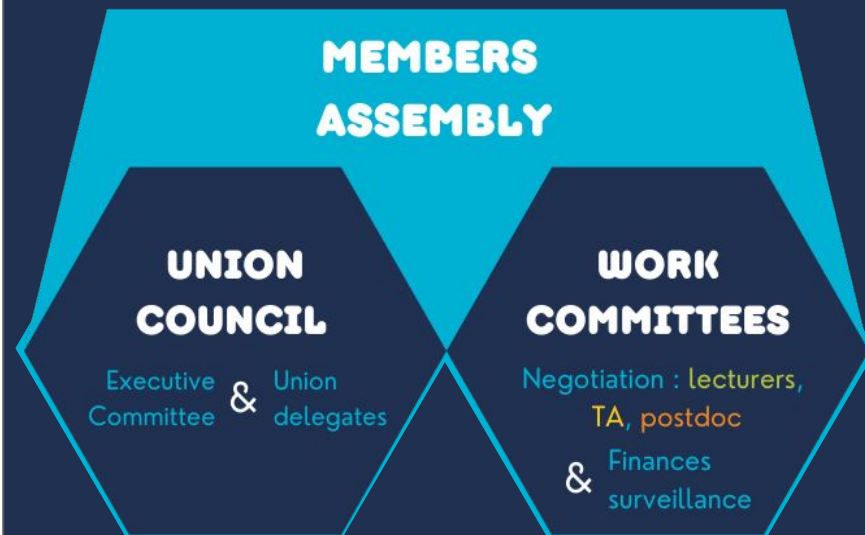 MEMBERS
ASSEMBLY
UNION
COUNCIL
Executive
Committee
&
Union
delegates
WORK
COMMITTEES
Negotiation : lecturers,
TA, postdoc
&
Finances
surveillance